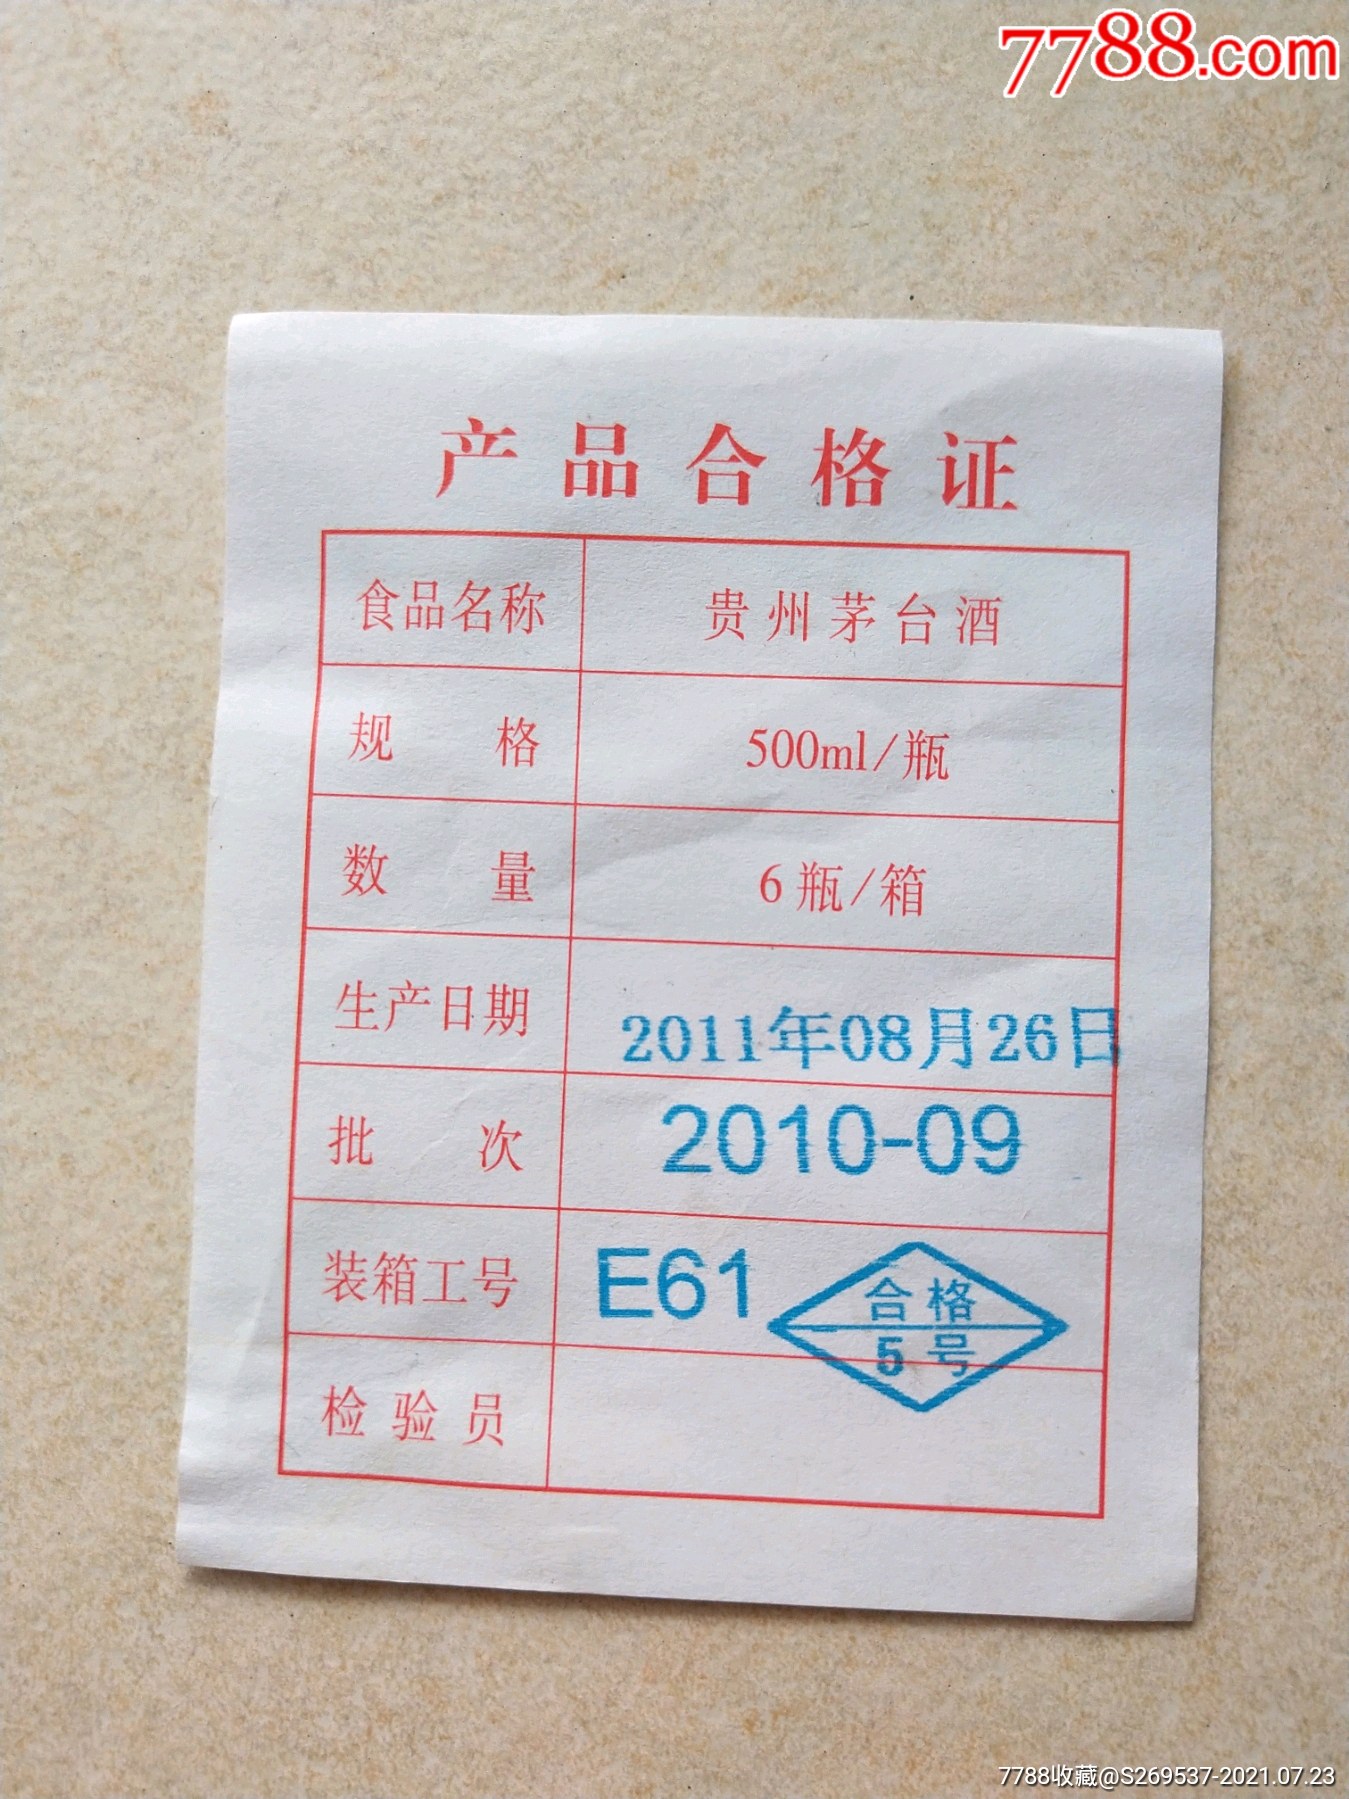 7788.com
产品合格证
食品名称 贵州茅台酒
规格 500ml/瓶
数量 6瓶/箱
生产日期 2011年08月26日
批次 2010-09
装箱工号 E61
合格
5号
检验员
7788收藏@S269537-2021.07.23